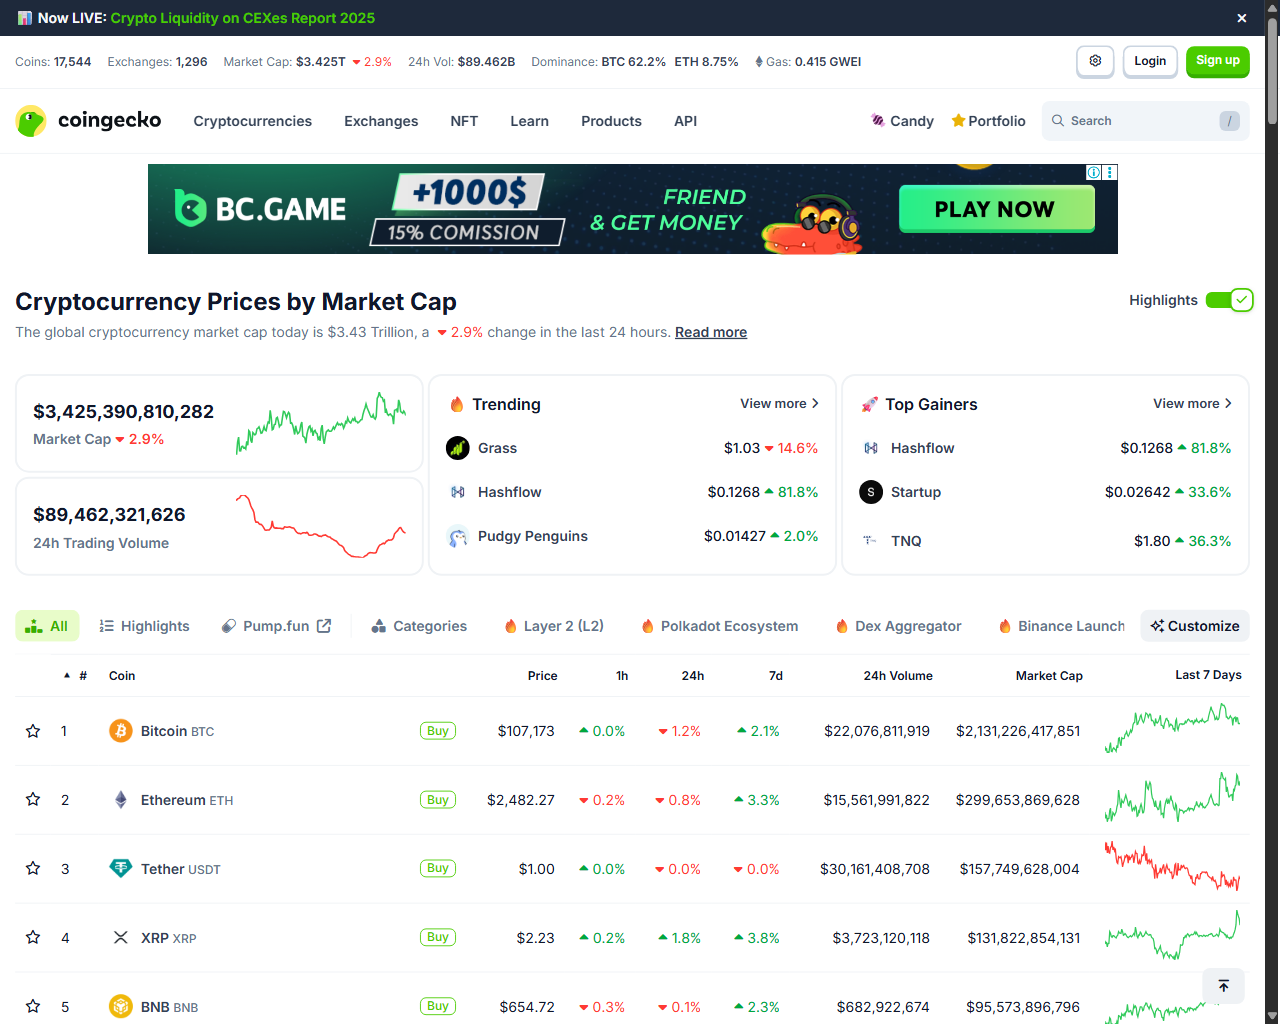 Now LIVE: Crypto Liquidity on CEXes Report 2025
Coins: 17,544 Exchanges: 1,296 Market Cap: $3.425T 2.9% 24h Vol: $89.462B Dominance: BTC 62.2% ETH 8.75% Gas: 0.415 GWEI
Login
Sign up
coingecko
Cryptocurrencies Exchanges NFT Learn Products API
Candy Portfolio Search /
BC.GAME
+1000$
15% COMISSION
FRIEND
& GET MONEY
PLAY NOW
Cryptocurrency Prices by Market Cap
Highlights
The global cryptocurrency market cap today is $3.43 Trillion, a 2.9% change in the last 24 hours. Read more
$3,425,390,810,282
Market Cap 2.9%
$89,462,321,626
24h Trading Volume
Trending View more
Grass $1.03 14.6%
Hashflow $0.1268 81.8%
Pudgy Penguins $0.01427 2.0%
Top Gainers View more
Hashflow $0.1268 81.8%
S Startup $0.02642 33.6%
TNQ $1.80 36.3%
All Highlights Pump.fun Categories Layer 2 (L2) Polkadot Ecosystem Dex Aggregator Binance Launch Customize
# Coin Price 1h 24h 7d 24h Volume Market Cap Last 7 Days
1 Bitcoin BTC Buy $107,173 0.0% 1.2% 2.1% $22,076,811,919 $2,131,226,417,851
2 Ethereum ETH Buy $2,482.27 0.2% 0.8% 3.3% $15,561,991,822 $299,653,869,628
3 Tether USDT Buy $1.00 0.0% 0.0% 0.0% $30,161,408,708 $157,749,628,004
4 XRP XRP Buy $2.23 0.2% 1.8% 3.8% $3,723,120,118 $131,822,854,131
5 BNB BNB Buy $654.72 0.3% 0.1% 2.3% $682,922,674 $95,573,896,796